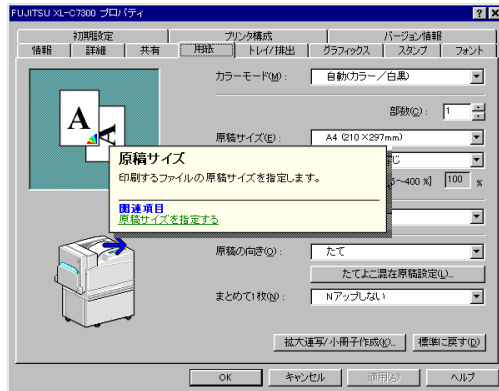 FUJITSU XL-C7300 プロパティ
初期設定 プリンタ構成 バージョン情報
情報 詳細 共有 用紙 トレイ/排出 グラフィックス スタンプ フォント
カラーモード(M): 自動(カラー/白黒)
部数(C): 1
原稿サイズ(E): A4 (210×297mm)
じ
～400 %] 100 %
原稿サイズ
印刷するファイルの原稿サイズを指定します。
関連項目
原稿サイズを指定する
原稿の向き(O): たて
たてよこ混在原稿設定(L)...
まとめて1枚(N): Nアップしない
拡大連写/小冊子作成(K)... 標準に戻す(D)
OK キャンセル 適用(A) ヘルプ